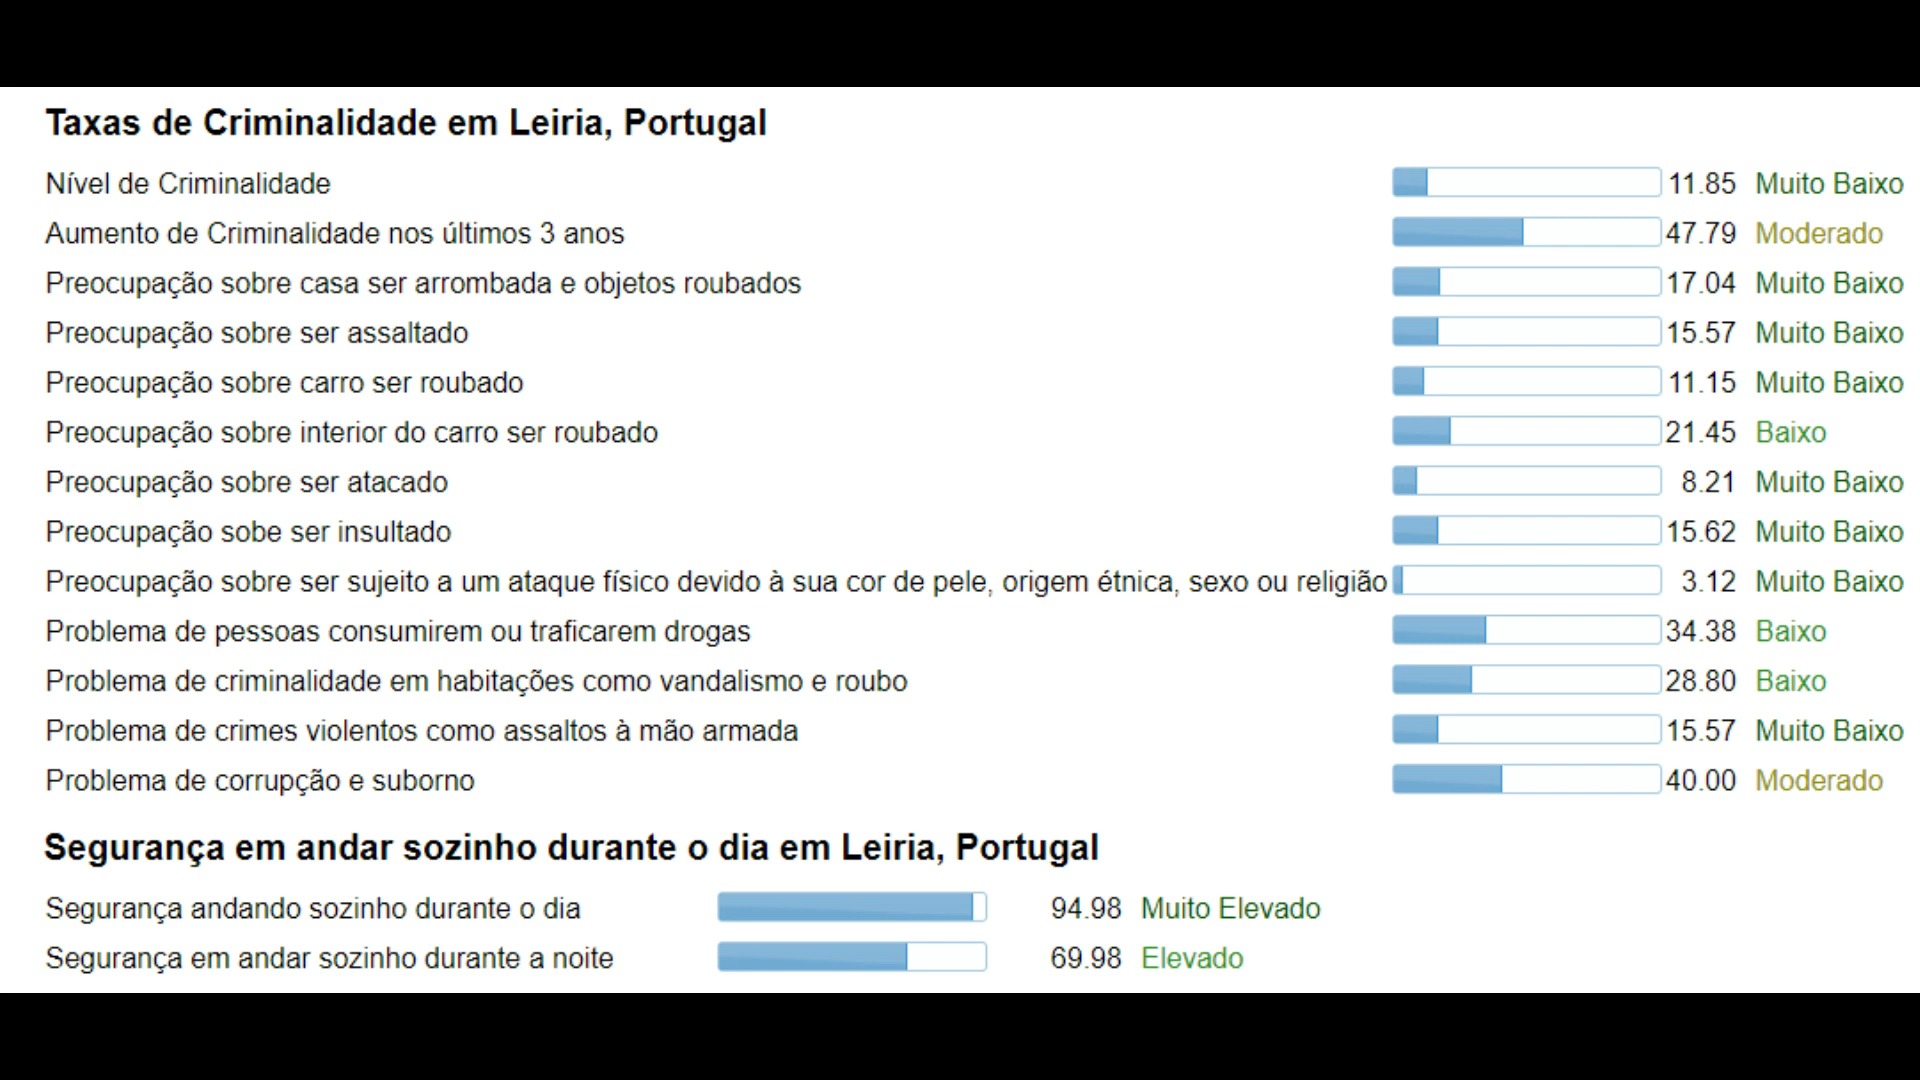 Taxas de Criminalidade em Leiria, Portugal
Nível de Criminalidade 11.85 Muito Baixo
Aumento de Criminalidade nos últimos 3 anos 47.79 Moderado
Preocupação sobre casa ser arrombada e objetos roubados 17.04 Muito Baixo
Preocupação sobre ser assaltado 15.57 Muito Baixo
Preocupação sobre carro ser roubado 11.15 Muito Baixo
Preocupação sobre interior do carro ser roubado 21.45 Baixo
Preocupação sobre ser atacado 8.21 Muito Baixo
Preocupação sobe ser insultado 15.62 Muito Baixo
Preocupação sobre ser sujeito a um ataque físico devido à sua cor de pele, origem étnica, sexo ou religião 3.12 Muito Baixo
Problema de pessoas consumirem ou traficarem drogas 34.38 Baixo
Problema de criminalidade em habitações como vandalismo e roubo 28.80 Baixo
Problema de crimes violentos como assaltos à mão armada 15.57 Muito Baixo
Problema de corrupção e suborno 40.00 Moderado
Segurança em andar sozinho durante o dia em Leiria, Portugal
Segurança andando sozinho durante o dia 94.98 Muito Elevado
Segurança em andar sozinho durante a noite 69.98 Elevado